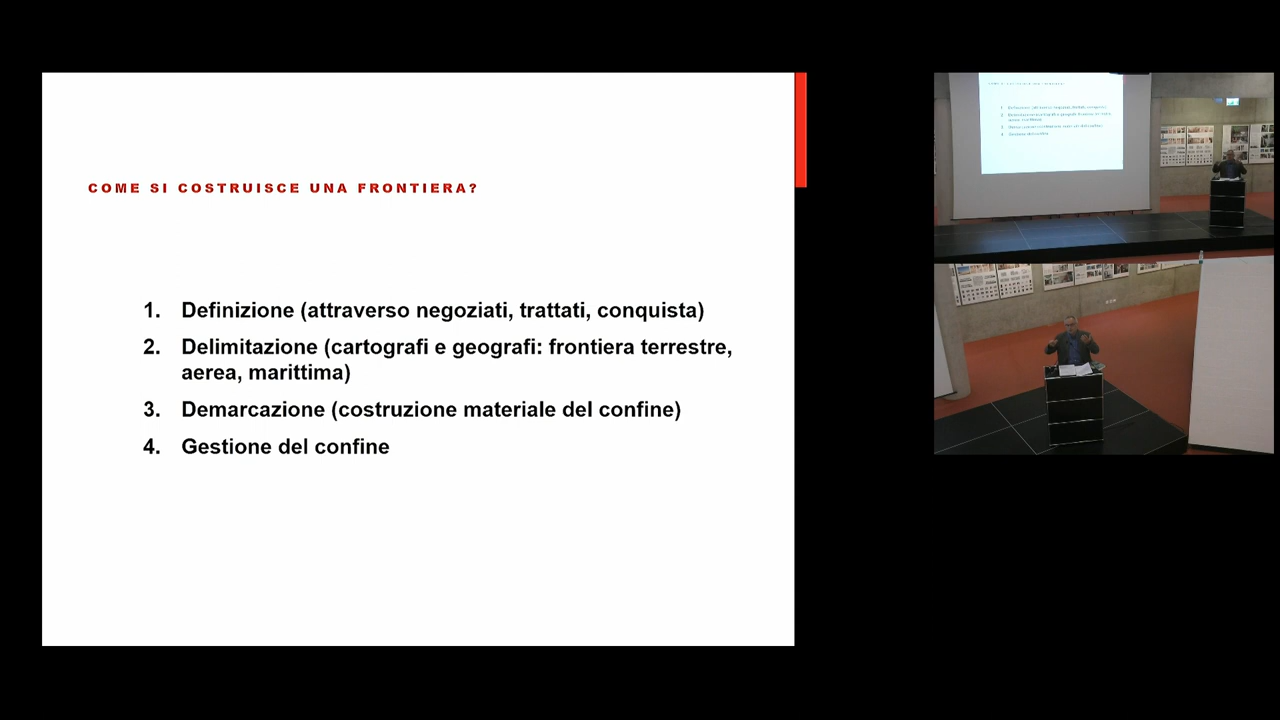 COME SI COSTRUISCE UNA FRONTIERA?
1. Definizione (attraverso negoziati, trattati, conquista)
2. Delimitazione (cartografi e geografi: frontiera terrestre,
aerea, marittima)
3. Demarcazione (costruzione materiale del confine)
4. Gestione del confine